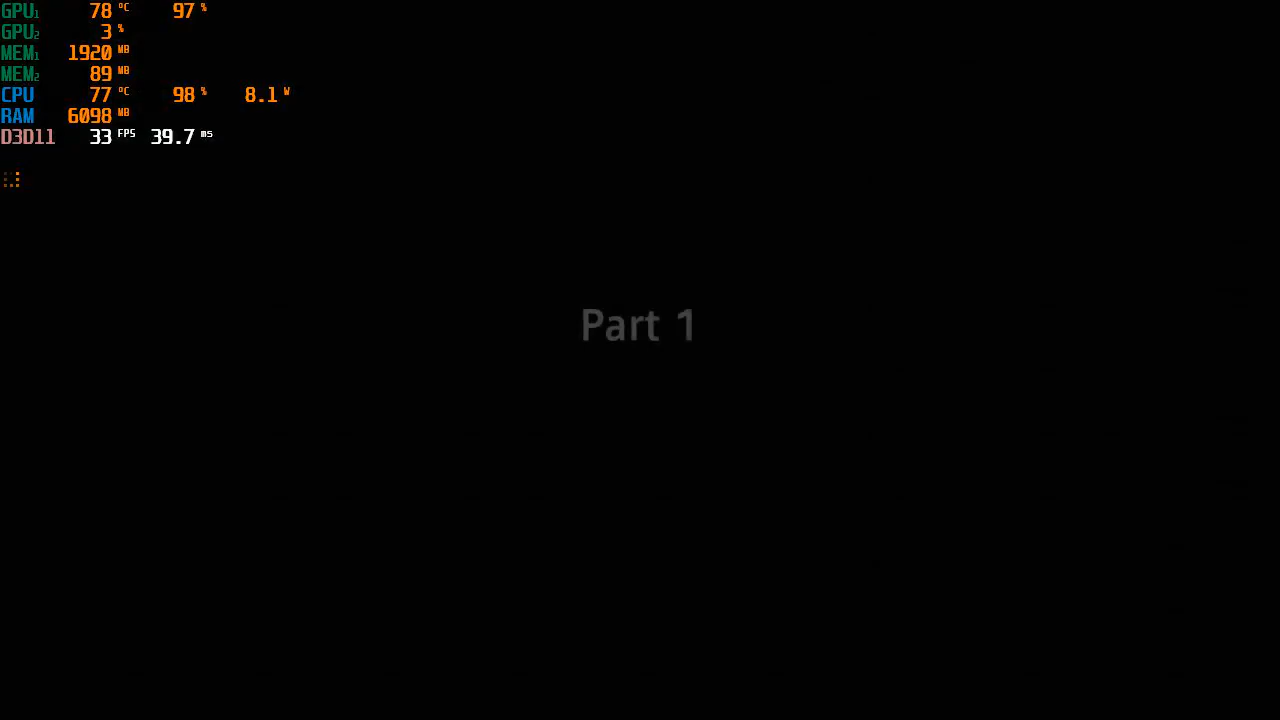 GPU1 78 °C 97 %
GPU2 3 %
MEM1 1920 MB
MEM2 89 MB
CPU 77 °C 98 % 8.1 W
RAM 6098 MB
D3D11 33 FPS 39.7 ms
Part 1